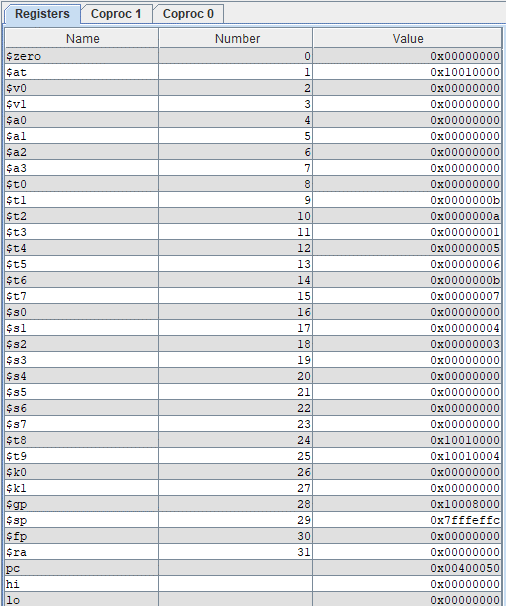 Registers Coproc 1 Coproc 0
Name Number Value
$zero 0 0x00000000
$at 1 0x10010000
$v0 2 0x00000000
$v1 3 0x00000000
$a0 4 0x00000000
$a1 5 0x00000000
$a2 6 0x00000000
$a3 7 0x00000000
$t0 8 0x00000000
$t1 9 0x0000000b
$t2 10 0x0000000a
$t3 11 0x00000001
$t4 12 0x00000005
$t5 13 0x00000006
$t6 14 0x0000000b
$t7 15 0x00000007
$s0 16 0x00000000
$s1 17 0x00000004
$s2 18 0x00000003
$s3 19 0x00000000
$s4 20 0x00000000
$s5 21 0x00000000
$s6 22 0x00000000
$s7 23 0x00000000
$t8 24 0x10010000
$t9 25 0x10010004
$k0 26 0x00000000
$k1 27 0x00000000
$gp 28 0x10008000
$sp 29 0x7fffeffc
$fp 30 0x00000000
$ra 31 0x00000000
pc 0x00400050
hi 0x00000000
lo 0x00000000